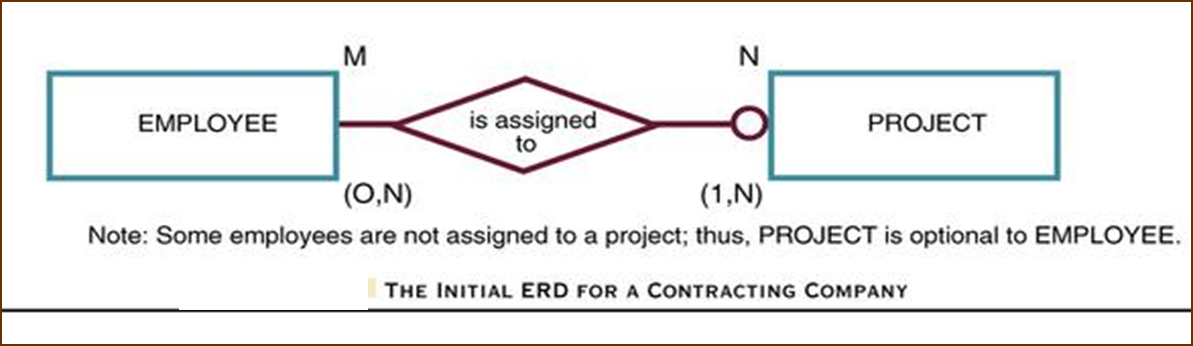 M
N
EMPLOYEE
is assigned
to
PROJECT
(O,N)
(1,N)
Note: Some employees are not assigned to a project; thus, PROJECT is optional to EMPLOYEE.
THE INITIAL ERD FOR A CONTRACTING COMPANY